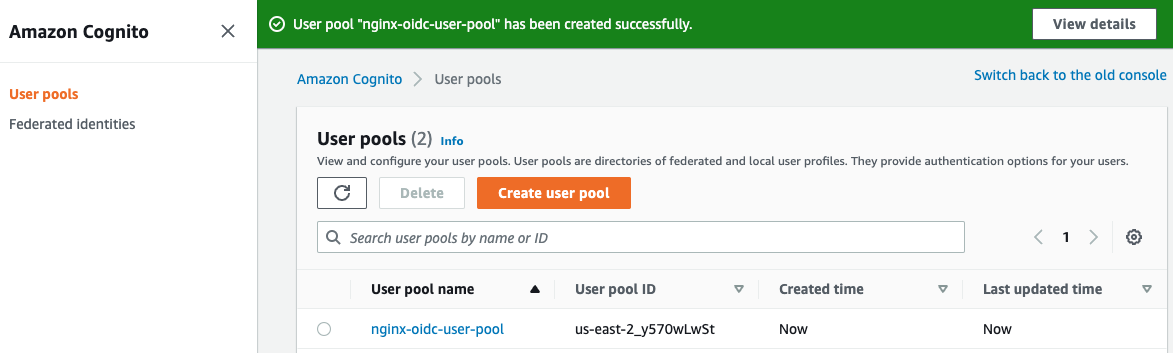 Amazon Cognito
User pools
Federated identities
User pool "nginx-oidc-user-pool" has been created successfully.
View details
Amazon Cognito
User pools
Switch back to the old console
User pools (2) Info
View and configure your user pools. User pools are directories of federated and local user profiles. They provide authentication options for your users.
Delete
Create user pool
Search user pools by name or ID
1
User pool name User pool ID Created time Last updated time
nginx-oidc-user-pool us-east-2_y570wLwSt Now Now